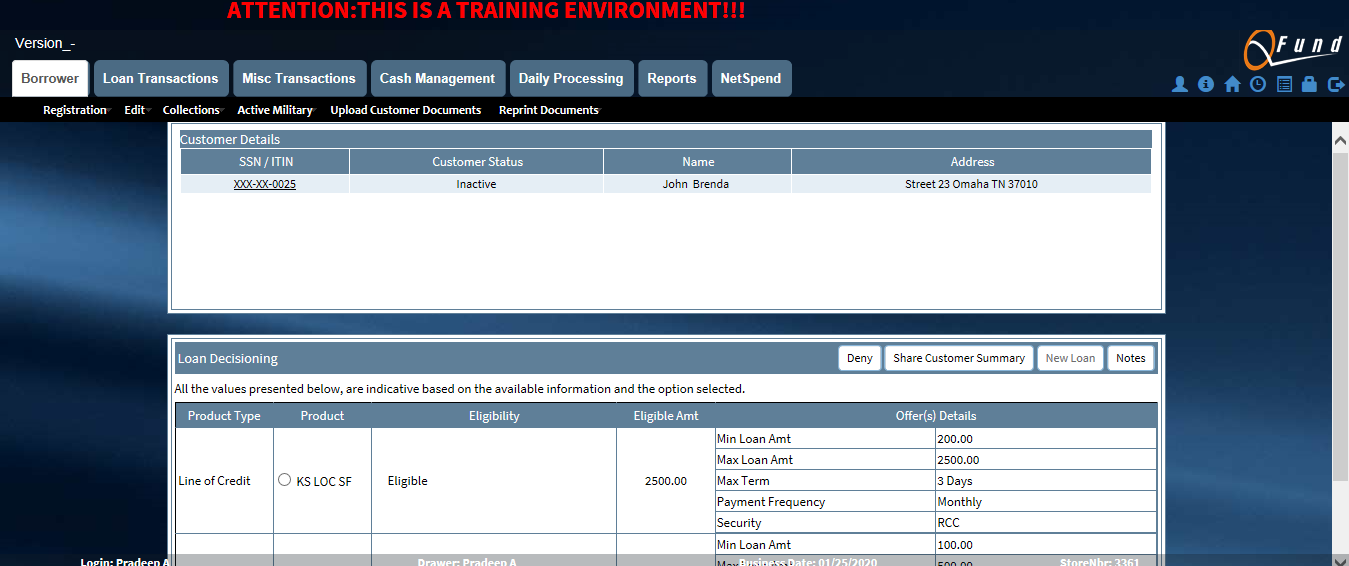 ATTENTION:THIS IS A TRAINING ENVIRONMENT!!!
Version_-
QFund
Borrower Loan Transactions Misc Transactions Cash Management Daily Processing Reports NetSpend
Registration Edit Collections Active Military Upload Customer Documents Reprint Documents
Customer Details
SSN / ITIN Customer Status Name Address
XXX-XX-0025 Inactive John Brenda Street 23 Omaha TN 37010
Loan Decisioning Deny Share Customer Summary New Loan Notes
All the values presented below, are indicative based on the available information and the option selected.
Product Type Product Eligibility Eligible Amt Offer(s) Details
Min Loan Amt 200.00
Max Loan Amt 2500.00
Line of Credit KS LOC SF Eligible 2500.00 Max Term 3 Days
Payment Frequency Monthly
Security RCC
Min Loan Amt 100.00
Max Loan Amt 500.00
Login: Pradeep A Drawer: Pradeep A Business Date: 01/25/2020 StoreNbr: 3361